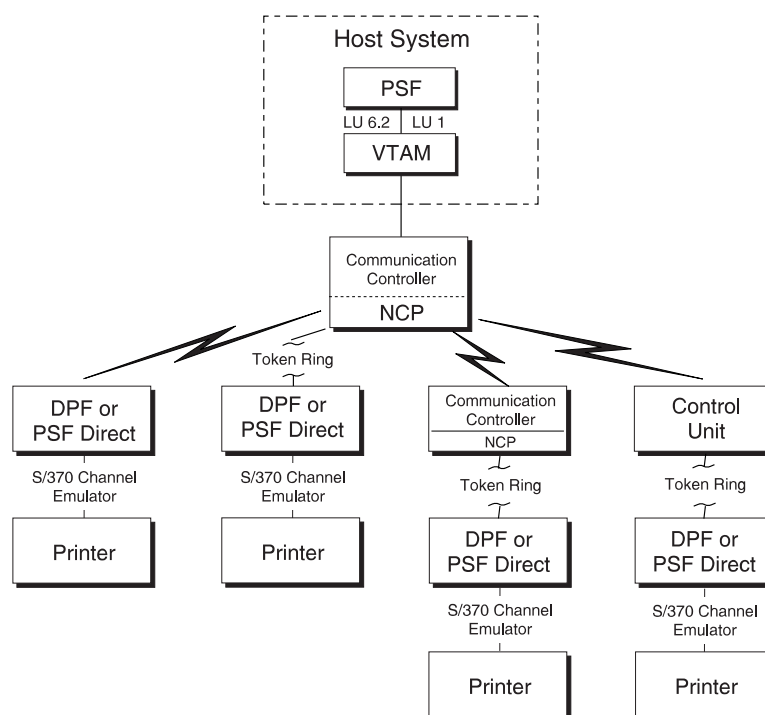 Host System
PSF
LU 6.2 LU 1
VTAM
Communication
Controller
NCP
Token Ring
DPF or
PSF Direct
DPF or
PSF Direct
Communication
Controller
NCP
Control
Unit
S/370 Channel
Emulator
S/370 Channel
Emulator
Token Ring
Token Ring
Printer
Printer
DPF or
PSF Direct
DPF or
PSF Direct
S/370 Channel
Emulator
S/370 Channel
Emulator
Printer
Printer